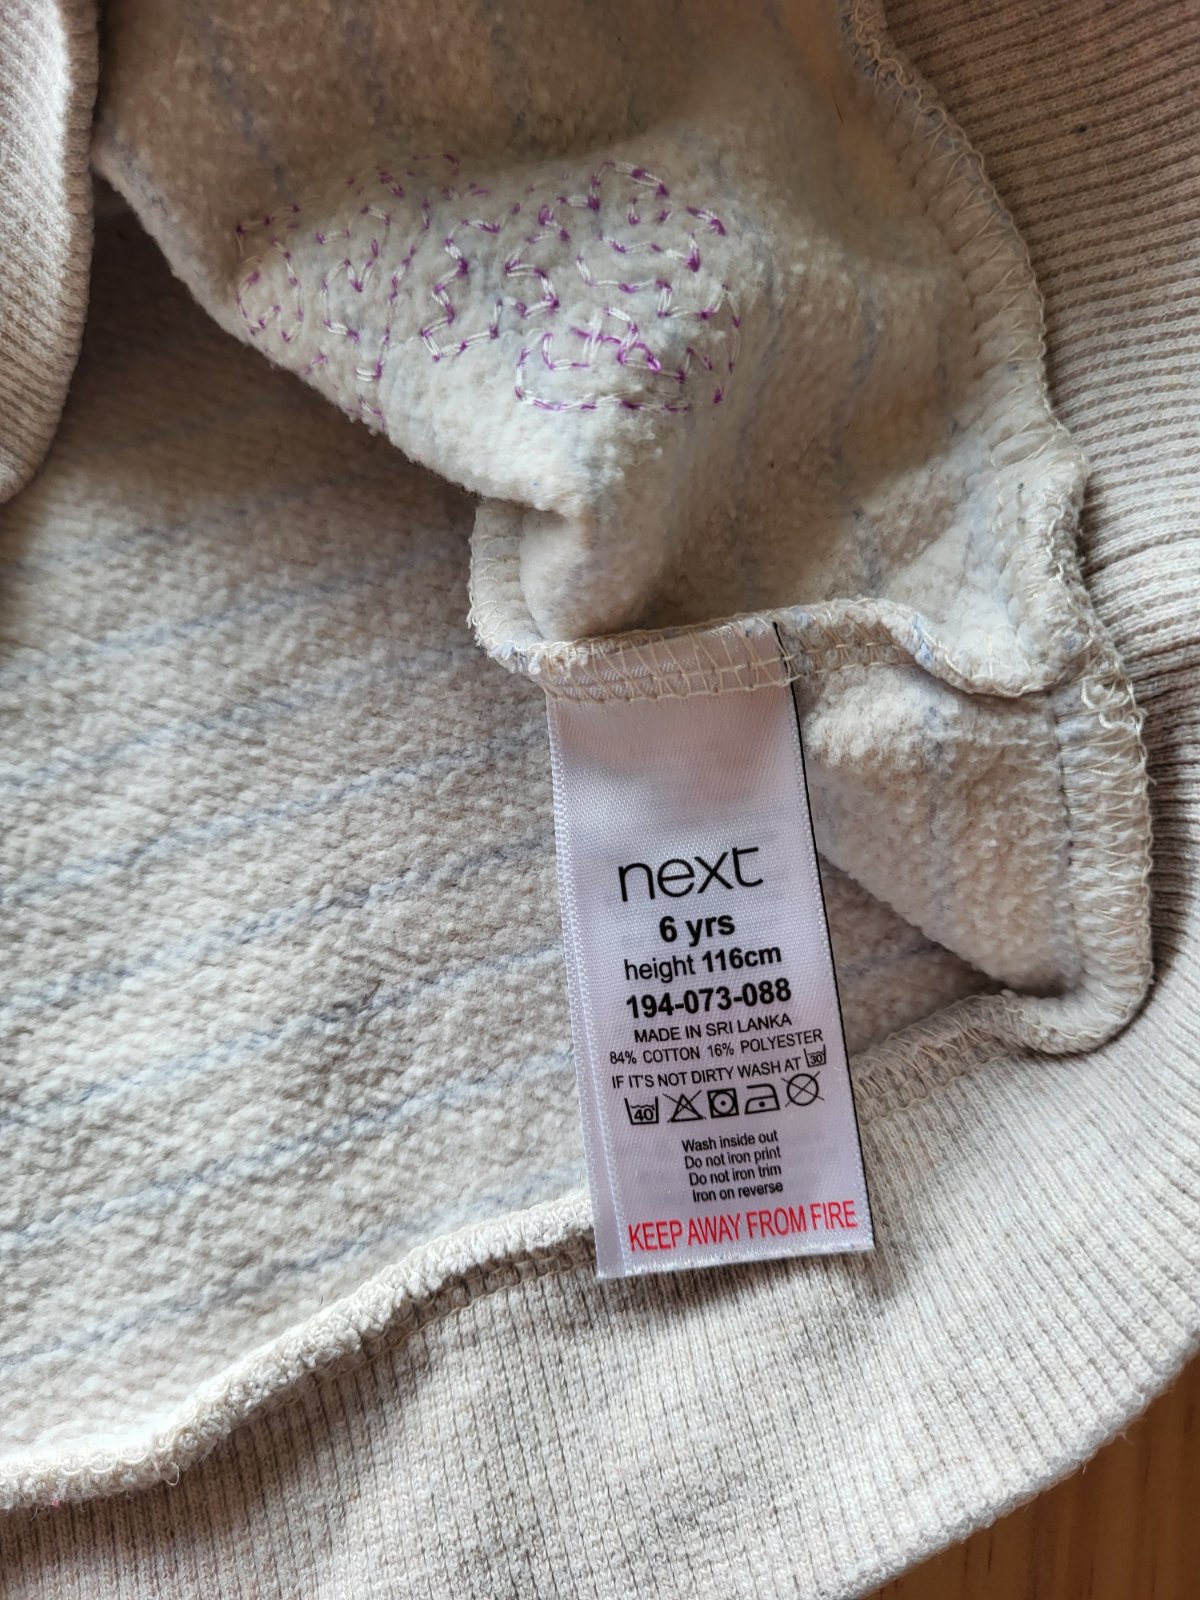 next
6 yrs
height 116cm
194-073-088
MADE IN SRI LANKA
84% COTTON 16% POLYESTER
IF IT'S NOT DIRTY WASH AT 30
40
Wash inside out
Do not iron print
Do not iron trim
Iron on reverse
KEEP AWAY FROM FIRE